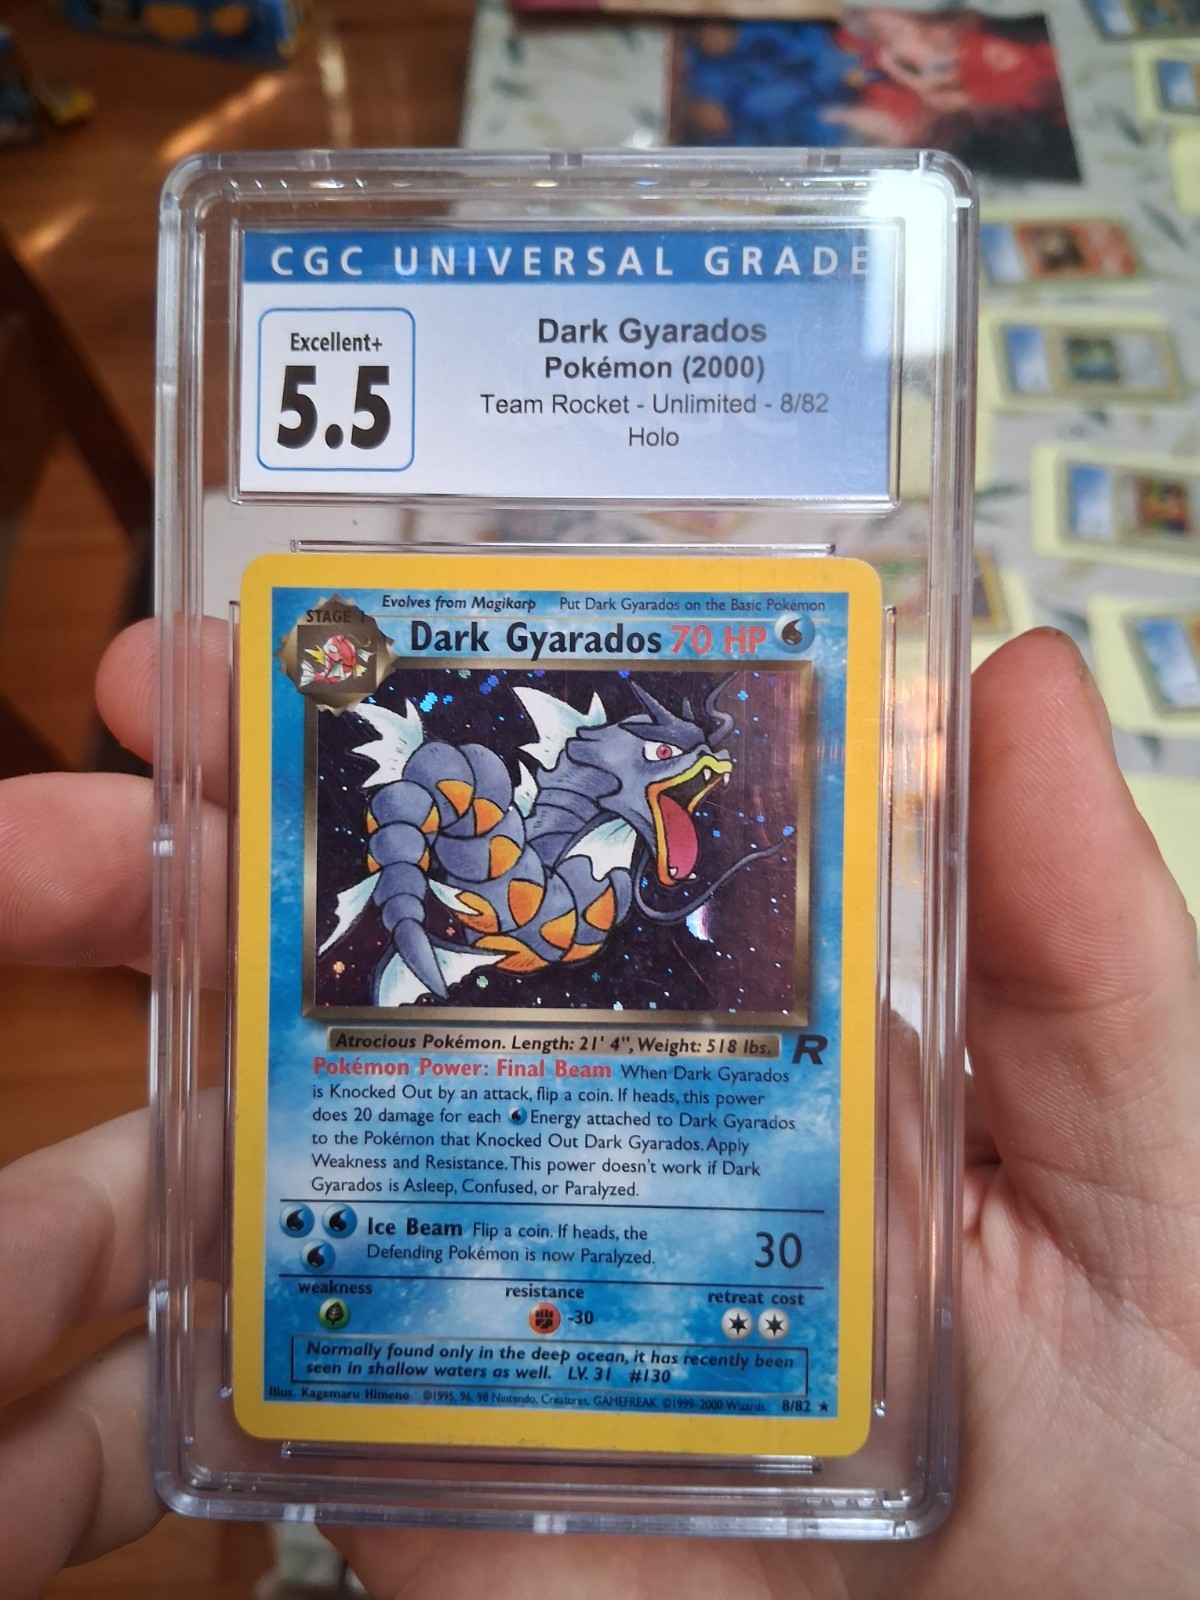 CGC UNIVERSAL GRADE
Excellent+
5.5
Dark Gyarados
Pokémon (2000)
Team Rocket - Unlimited - 8/82
Holo
Evolves from Magikarp Put Dark Gyarados on the Basic Pokémon
STAGE 1
Dark Gyarados 70 HP
Atrocious Pokémon. Length: 21' 4", Weight: 518 lbs.
R
Pokémon Power: Final Beam When Dark Gyarados
is Knocked Out by an attack, flip a coin. If heads, this power
does 20 damage for each Energy attached to Dark Gyarados
to the Pokémon that Knocked Out Dark Gyarados. Apply
Weakness and Resistance. This power doesn't work if Dark
Gyarados is Asleep, Confused, or Paralyzed.
Ice Beam Flip a coin. If heads, the
Defending Pokémon is now Paralyzed.
30
weakness resistance retreat cost
-30
Normally found only in the deep ocean, it has recently been
seen in shallow waters as well. LV. 31 #130
Illus. Kagemaru Himeno ©1995, 96, 98 Nintendo, Creatures, GAMEFREAK. ©1999-2000 Wizards 8/82 ★